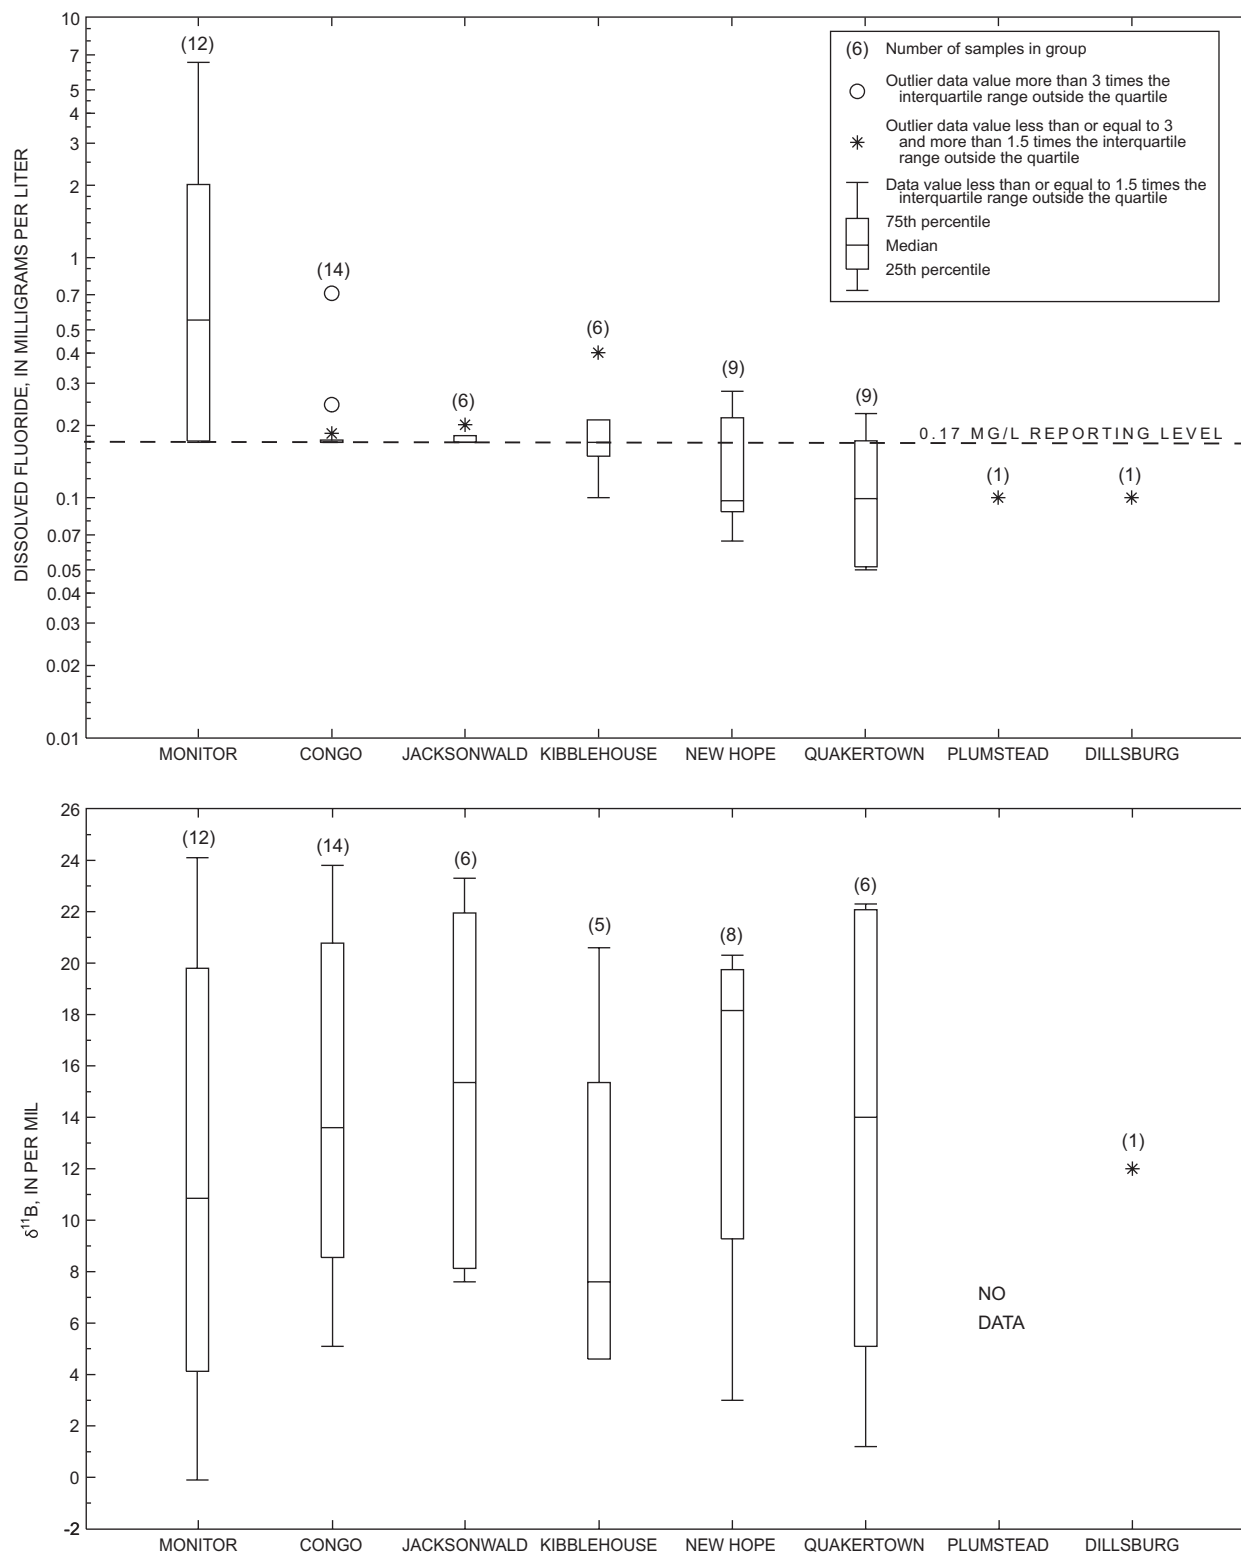 DISSOLVED FLUORIDE, IN MILLIGRAMS PER LITER
10
7
5
4
3
2
1
0.7
0.5
0.4
0.3
0.2
0.1
0.07
0.05
0.04
0.03
0.02
0.01
(12)
(14)
(6)
(6)
(9)
(9)
(1)
(1)
(6) Number of samples in group
Outlier data value more than 3 times the
interquartile range outside the quartile
Outlier data value less than or equal to 3
and more than 1.5 times the interquartile
range outside the quartile
Data value less than or equal to 1.5 times the
interquartile range outside the quartile
75th percentile
Median
25th percentile
0.17 MG/L REPORTING LEVEL
MONITOR CONGO JACKSONWALD KIBBLEHOUSE NEW HOPE QUAKERTOWN PLUMSTEAD DILLSBURG
δ11B, IN PER MIL
26
24
22
20
18
16
14
12
10
8
6
4
2
0
-2
(12)
(14)
(6)
(5)
(8)
(6)
(1)
NO
DATA
MONITOR CONGO JACKSONWALD KIBBLEHOUSE NEW HOPE QUAKERTOWN PLUMSTEAD DILLSBURG